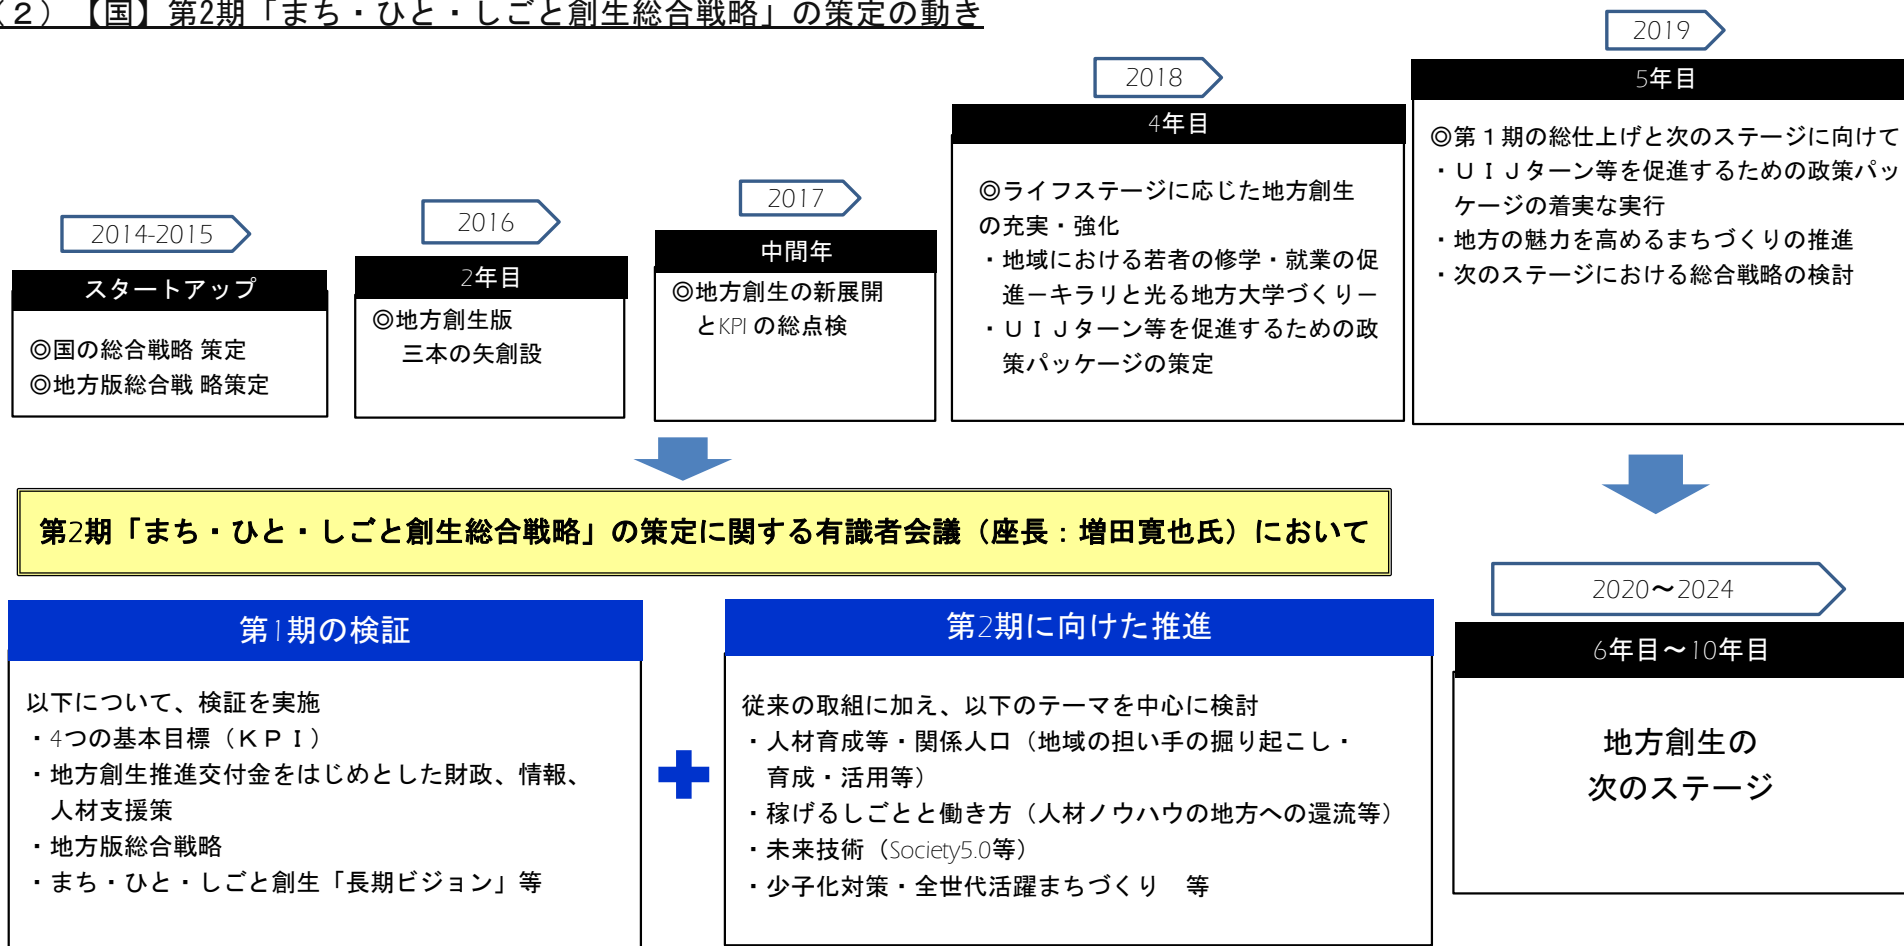 （２）【国】第2期「まち・ひと・しごと創生総合戦略」の策定の動き
2014-2015
スタートアップ
◎国の総合戦略 策定
◎地方版総合戦 略策定
2016
2年目
◎地方創生版
三本の矢創設
2017
中間年
◎地方創生の新展開
とKPI の総点検
2018
4年目
◎ライフステージに応じた地方創生
の充実・強化
・地域における若者の修学・就業の促
進－キラリと光る地方大学づくり－
・ＵＩＪターン等を促進するための政
策パッケージの策定
2019
5年目
◎第１期の総仕上げと次のステージに向けて
・ＵＩＪターン等を促進するための政策パッ
ケージの着実な実行
・地方の魅力を高めるまちづくりの推進
・次のステージにおける総合戦略の検討
第2期「まち・ひと・しごと創生総合戦略」の策定に関する有識者会議（座長：増田寛也氏）において
第1期の検証
以下について、検証を実施
・4つの基本目標（ＫＰＩ）
・地方創生推進交付金をはじめとした財政、情報、
人材支援策
・地方版総合戦略
・まち・ひと・しごと創生「長期ビジョン」等
第2期に向けた推進
従来の取組に加え、以下のテーマを中心に検討
・人材育成等・関係人口（地域の担い手の掘り起こし・
育成・活用等）
・稼げるしごとと働き方（人材ノウハウの地方への還流等）
・未来技術（Society5.0等）
・少子化対策・全世代活躍まちづくり　等
2020～2024
6年目～10年目
地方創生の
次のステージ